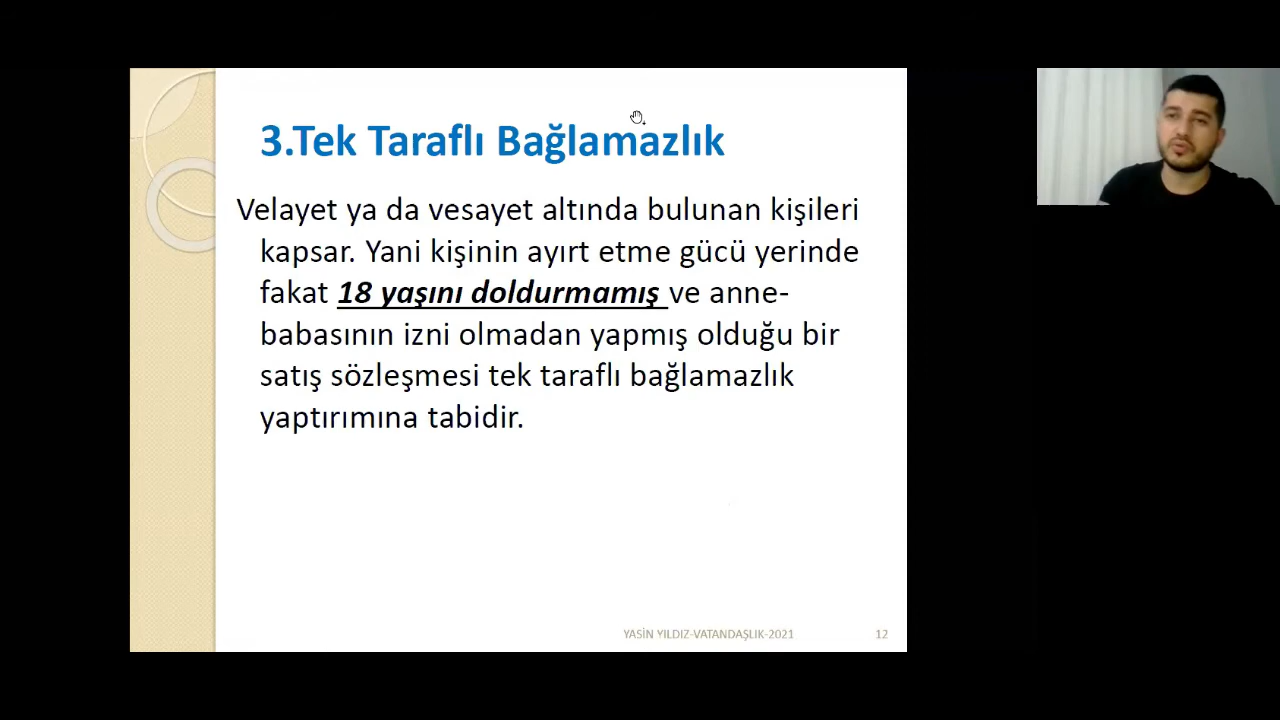 3.Tek Taraflı Bağlamazlık
Velayet ya da vesayet altında bulunan kişileri
kapsar. Yani kişinin ayırt etme gücü yerinde
fakat 18 yaşını doldurmamış ve anne-
babasının izni olmadan yapmış olduğu bir
satış sözleşmesi tek taraflı bağlamazlık
yaptırımına tabidir.
YASİN YILDIZ-VATANDAŞLIK-2021
12